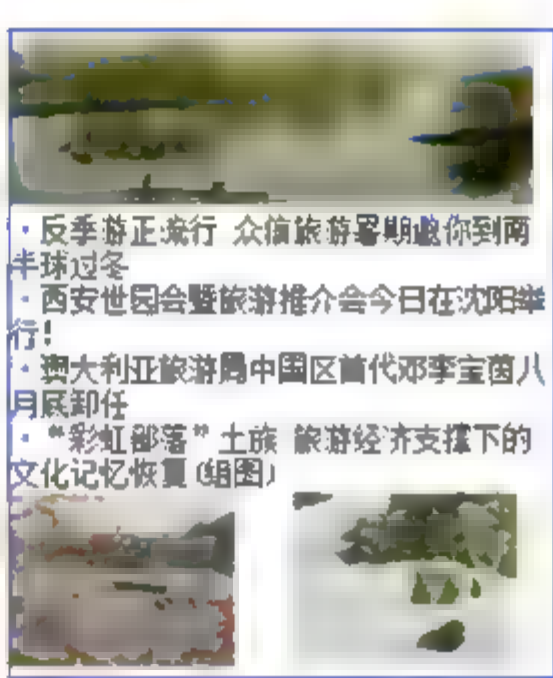 · 反季游正流行 众信旅游暑期邀你到南
半球过冬
· 西安世园会暨旅游推介会今日在沈阳举
行！
· 澳大利亚旅游局中国区首代邓李宝茵八
月底卸任
· “彩虹部落”土族 旅游经济支撑下的
文化记忆恢复(组图)